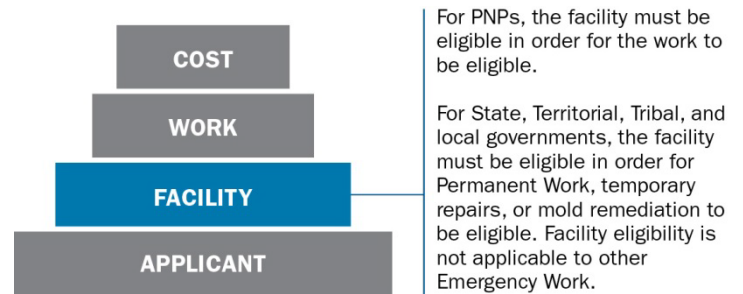 COST
WORK
FACILITY
APPLICANT
For PNPs, the facility must be
eligible in order for the work to
be eligible.
For State, Territorial, Tribal, and
local governments, the facility
must be eligible in order for
Permanent Work, temporary
repairs, or mold remediation to
be eligible. Facility eligibility is
not applicable to other
Emergency Work.